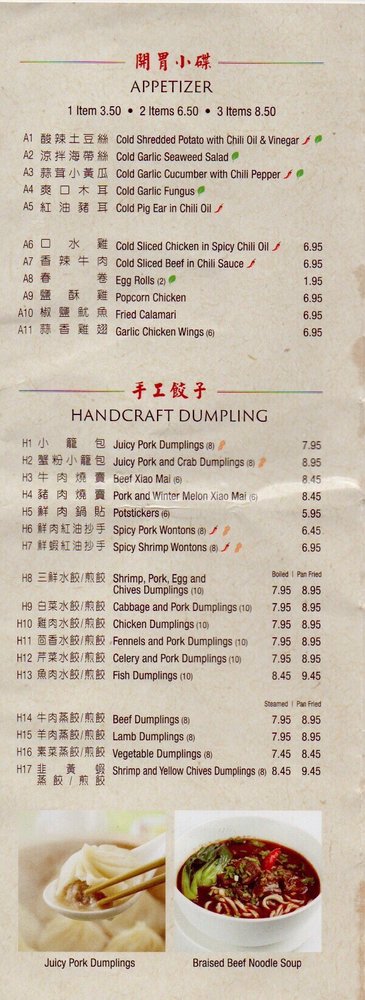 開胃小碟
APPETIZER
1 Item 3.50 • 2 Items 6.50 • 3 Items 8.50
A1 酸辣土豆絲 Cold Shredded Potato with Chili Oil & Vinegar
A2 涼拌海帶絲 Cold Garlic Seaweed Salad
A3 蒜茸小黃瓜 Cold Garlic Cucumber with Chili Pepper
A4 爽口木耳 Cold Garlic Fungus
A5 紅油豬耳 Cold Pig Ear in Chili Oil
A6 口水雞 Cold Sliced Chicken in Spicy Chili Oil 6.95
A7 香辣牛肉 Cold Sliced Beef in Chili Sauce 6.95
A8 春卷 Egg Rolls (2) 1.95
A9 鹽酥雞 Popcorn Chicken 6.95
A10 椒鹽魷魚 Fried Calamari 6.95
A11 蒜香雞翅 Garlic Chicken Wings (6) 6.95
手工餃子
HANDCRAFT DUMPLING
H1 小籠包 Juicy Pork Dumplings (8) 7.95
H2 蟹粉小籠包 Juicy Pork and Crab Dumplings (8) 8.95
H3 牛肉燒賣 Beef Xiao Mai (6) 8.45
H4 豬肉燒賣 Pork and Winter Melon Xiao Mai (6) 8.45
H5 鮮肉鍋貼 Potstickers (6) 5.95
H6 鮮肉紅油抄手 Spicy Pork Wontons (8) 6.45
H7 鮮蝦紅油抄手 Spicy Shrimp Wontons (8) 6.95
Boiled | Pan Fried
H8 三鮮水餃/煎餃 Shrimp, Pork, Egg and
Chives Dumplings (10) 7.95 8.95
H9 白菜水餃/煎餃 Cabbage and Pork Dumplings (10) 7.95 8.95
H10 雞肉水餃/煎餃 Chicken Dumplings (10) 7.95 8.95
H11 茴香水餃/煎餃 Fennels and Pork Dumplings (10) 7.95 8.95
H12 芹菜水餃/煎餃 Celery and Pork Dumplings (10) 7.95 8.95
H13 魚肉水餃/煎餃 Fish Dumplings (10) 8.45 9.45
Steamed | Pan Fried
H14 牛肉蒸餃/煎餃 Beef Dumplings (8) 7.95 8.95
H15 羊肉蒸餃/煎餃 Lamb Dumplings (8) 7.95 8.95
H16 素菜蒸餃/煎餃 Vegetable Dumplings (8) 7.45 8.45
H17 韭黃蝦 Shrimp and Yellow Chives Dumplings (8) 8.45 9.45
蒸餃/煎餃
Juicy Pork Dumplings
Braised Beef Noodle Soup